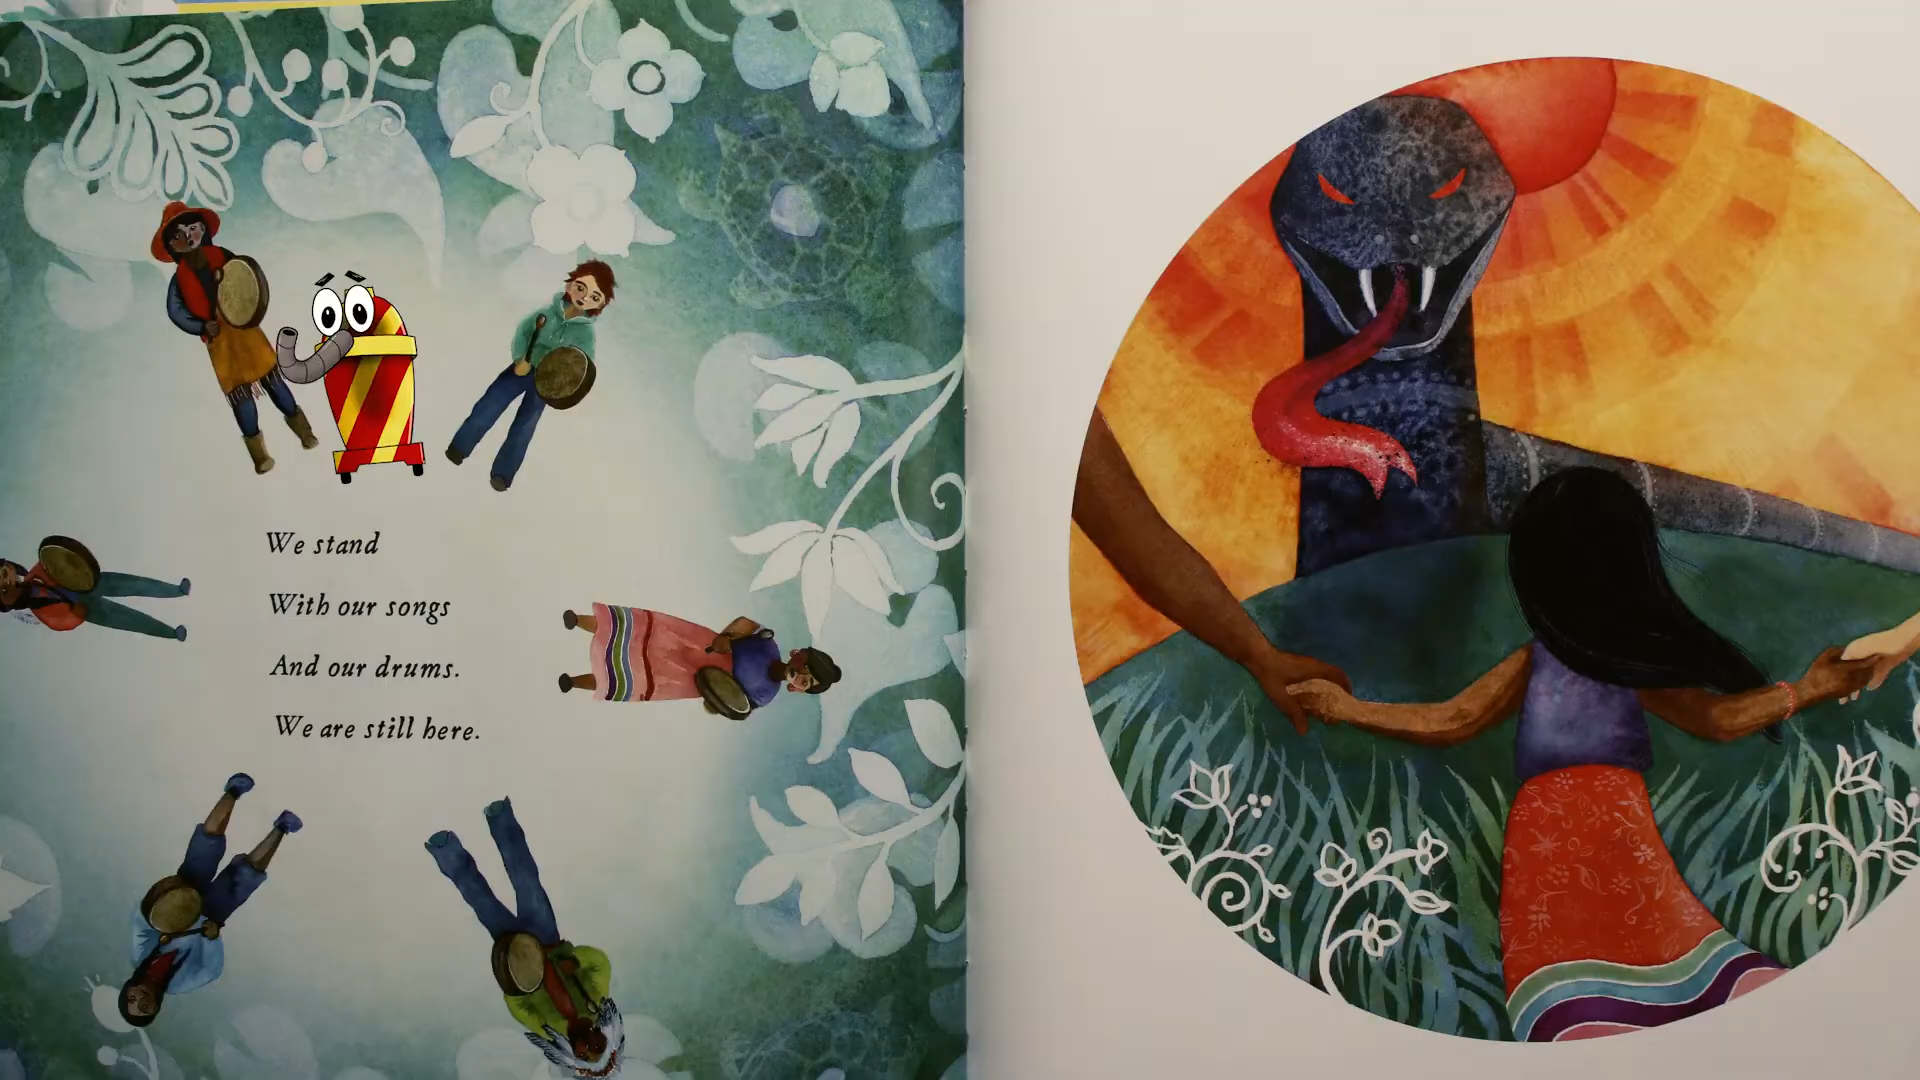 We stand
With our songs
And our drums.
We are still here.